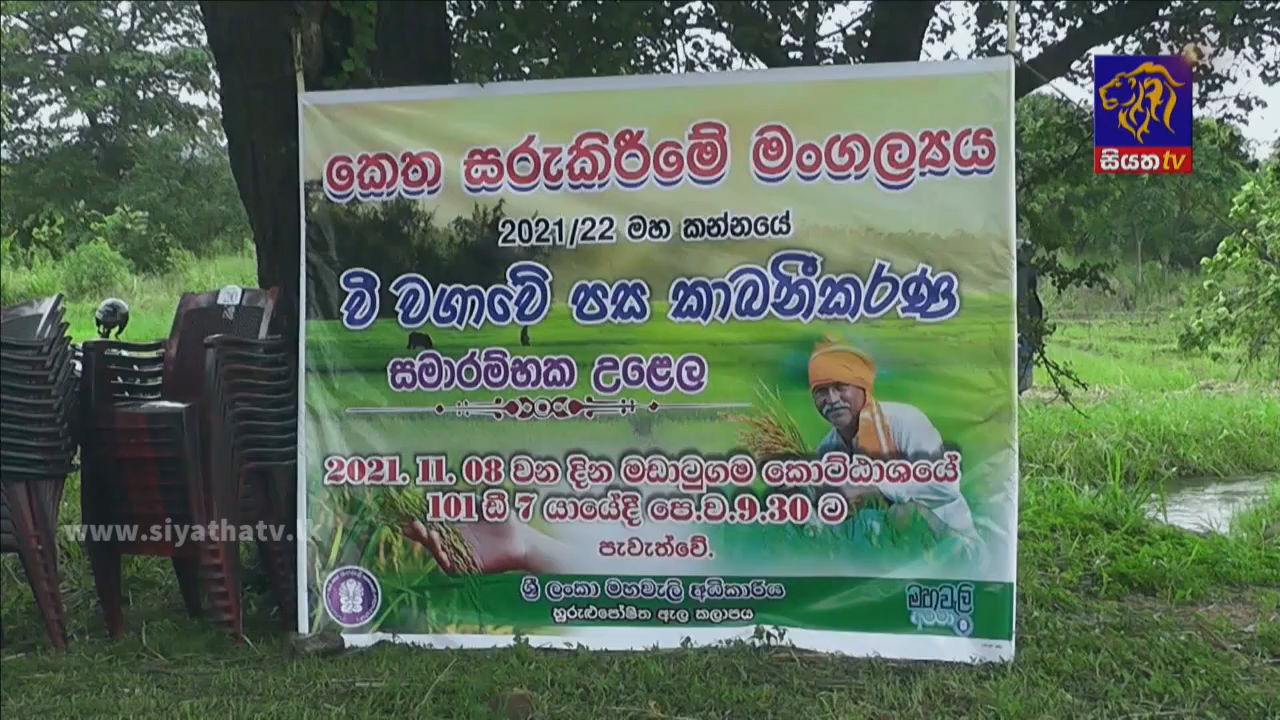 සියත tv
කෙත සරුකිරීමේ මංගල්‍යය
2021/22 මහ කන්නයේ
වී වගාවේ පස කාබනීකරණ
සමාරම්භක උළෙල
2021. 11. 08 වන දින මඩාටුගම කොට්ඨාශයේ
101 ඩී 7 යායේදී පෙ.ව.9.30 ට
පැවැත්වේ.
ශ්‍රී ලංකා මහවැලි අධිකාරිය
හුරුළුපෝෂිත ඇල කලාපය
මහවැලි
www.siyathatv.lk